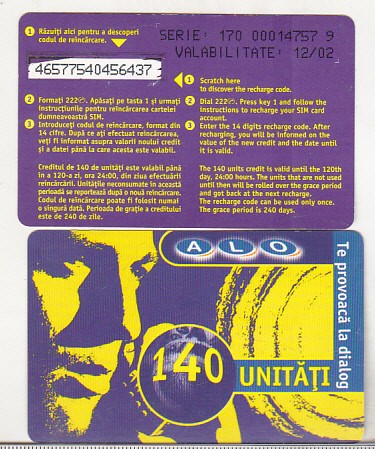 1 Răzuiţi aici pentru a descoperi
codul de reîncărcare.
SERIE: 170 00014757 9
VALABILITATE: 12/02
46577540456437
1 Scratch here
to discover the recharge code.
2 Formaţi 222✆. Apăsaţi pe tasta 1 şi urmaţi
instrucţiunile pentru reîncărcarea cartelei
dumneavoastră SIM.
3 Introduceţi codul de reîncărcare, format din
14 cifre. După ce aţi efectuat reîncărcarea,
veţi fi informat asupra valorii noului credit
şi a datei până la care acesta este valabil.
2 Dial 222✆. Press key 1 and follow the
instructions to recharge your SIM card
account.
3 Enter the 14 digits recharge code. After
recharging, you will be informed on the
value of the new credit and the date until
it is valid.
Creditul de 140 de unităţi este valabil până
în a 120-a zi, ora 24:00, din ziua efectuării
reîncărcării. Unităţile neconsumate în această
perioadă se reportează după o nouă reîncărcare.
Codul de reîncărcare poate fi folosit numai
o singură dată. Perioada de graţie a creditului
este de 240 de zile.
The 140 units credit is valid until the 120th
day, 24:00 hours. The units that are not used
until then will be rolled over the grace period
and got back at the next recharge.
The recharge code can be used only once.
The grace period is 240 days.
ALO
Te provoacă la dialog
140
UNITĂŢI